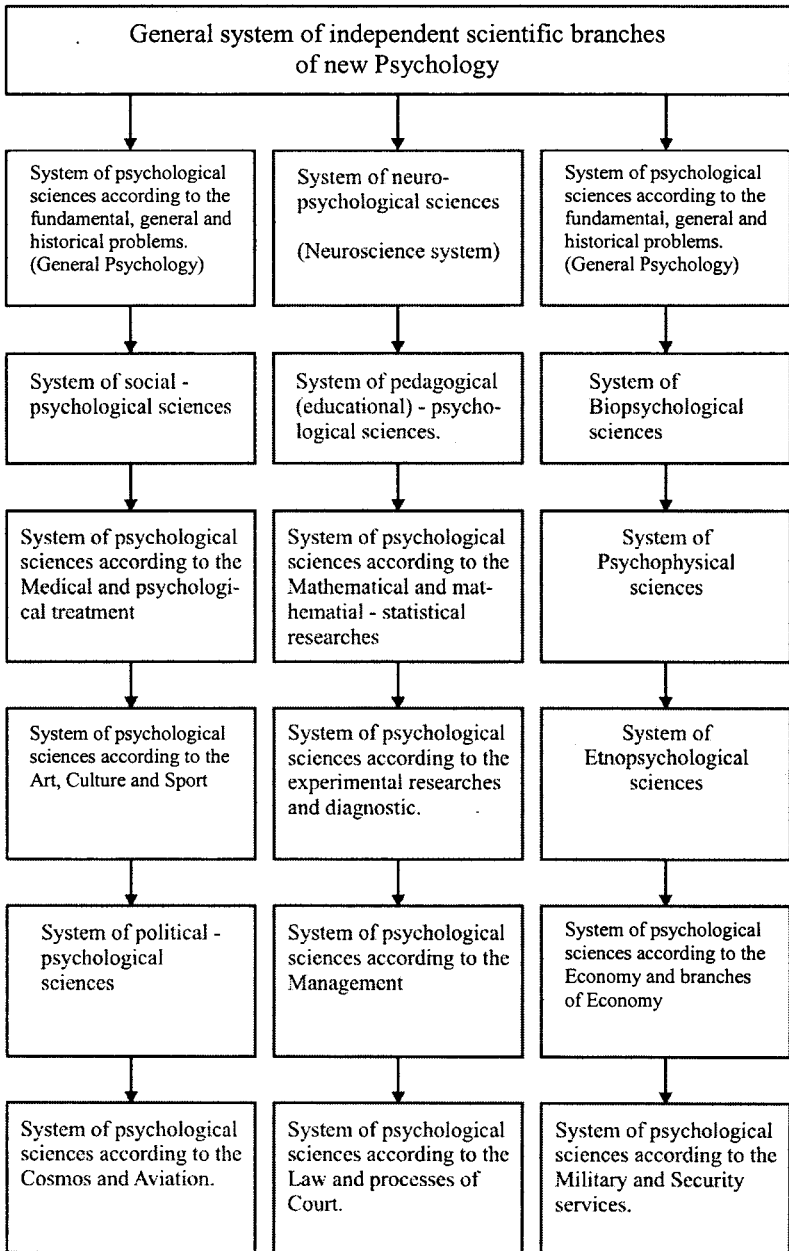 General system of independent scientific branches
of new Psychology
System of psychological
sciences according to the
fundamental, general and
historical problems.
(General Psychology)
System of neuro-
psychological sciences
(Neuroscience system)
System of psychological
sciences according to the
fundamental, general and
historical problems.
(General Psychology)
System of social -
psychological sciences
System of pedagogical
(educational) - psycho-
logical sciences.
System of
Biopsychological
sciences
System of psychological
sciences according to the
Medical and psychologi-
cal treatment
System of psychological
sciences according to the
Mathematical and mat-
hematial - statistical
researches
System of
Psychophysical
sciences
System of psychological
sciences according to the
Art, Culture and Sport
System of psychological
sciences according to the
experimental researches
and diagnostic.
System of
Etnopsychological
sciences
System of political -
psychological
sciences
System of psychological
sciences according to the
Management
System of psychological
sciences according to the
Economy and branches
of Economy
System of psychological
sciences according to the
Cosmos and Aviation.
System of psychological
sciences according to the
Law and processes of
Court.
System of psychological
sciences according to the
Military and Security
services.